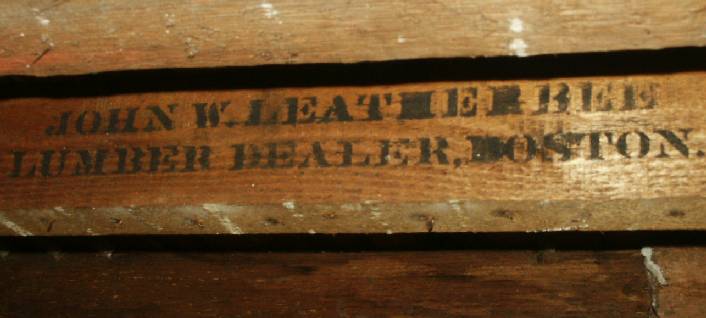 JOHN W. LEATHERBEE
LUMBER DEALER, BOSTON.